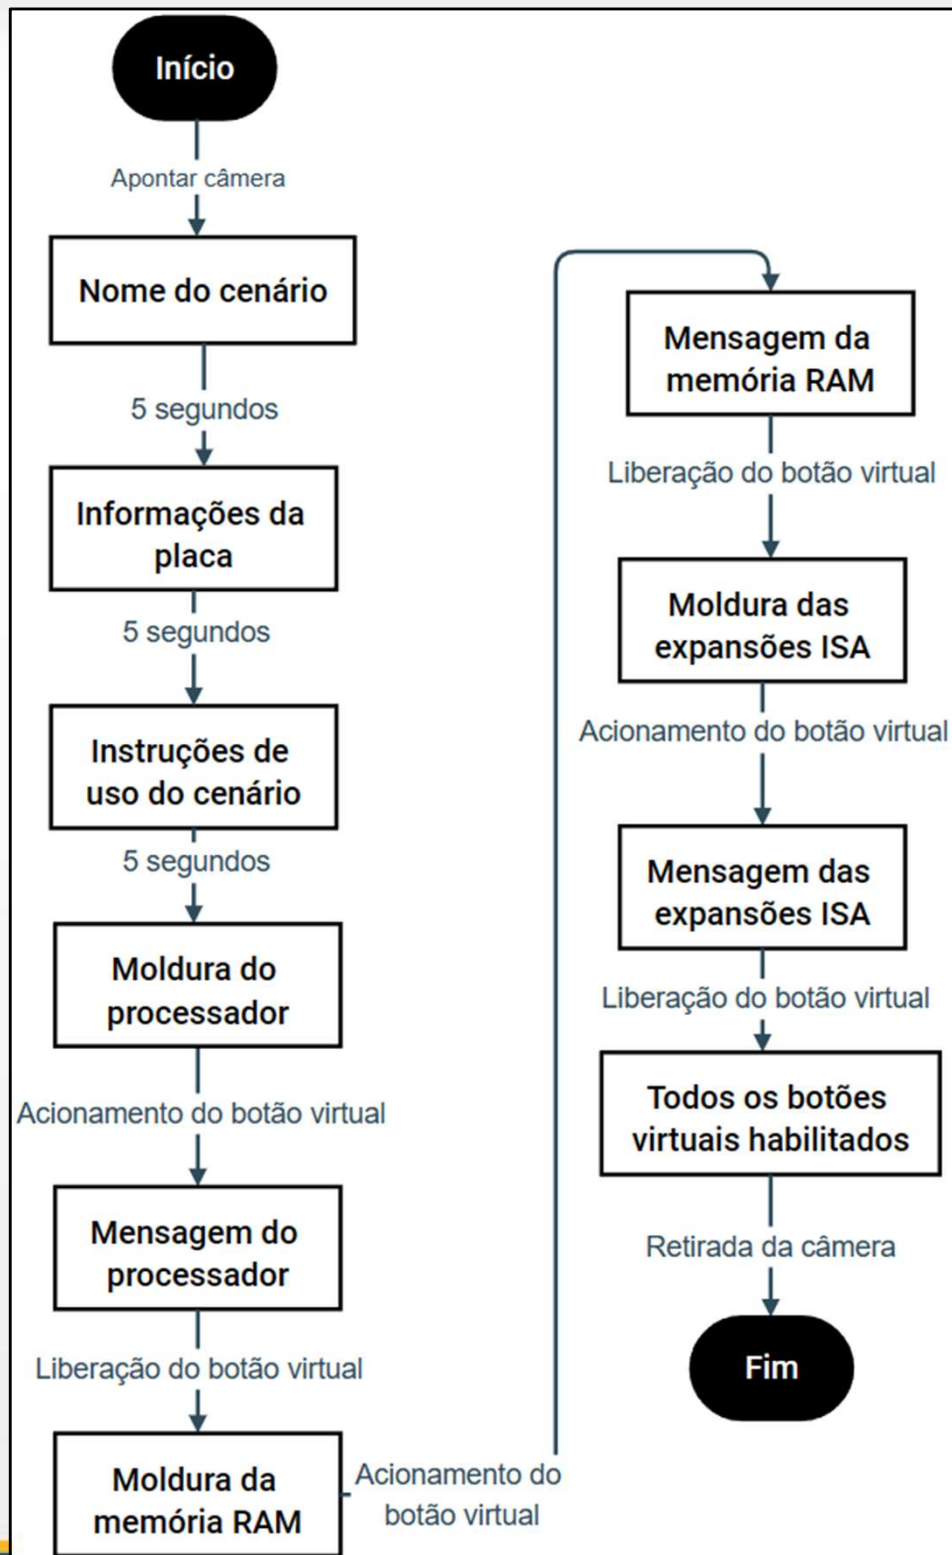 Início
Apontar câmera
Nome do cenário
5 segundos
Informações da
placa
5 segundos
Instruções de
uso do cenário
5 segundos
Moldura do
processador
Acionamento do botão virtual
Mensagem do
processador
Liberação do botão virtual
Moldura da
memória RAM
Acionamento do
botão virtual
Mensagem da
memória RAM
Liberação do botão virtual
Moldura das
expansões ISA
Acionamento do botão virtual
Mensagem das
expansões ISA
Liberação do botão virtual
Todos os botões
virtuais habilitados
Retirada da câmera
Fim